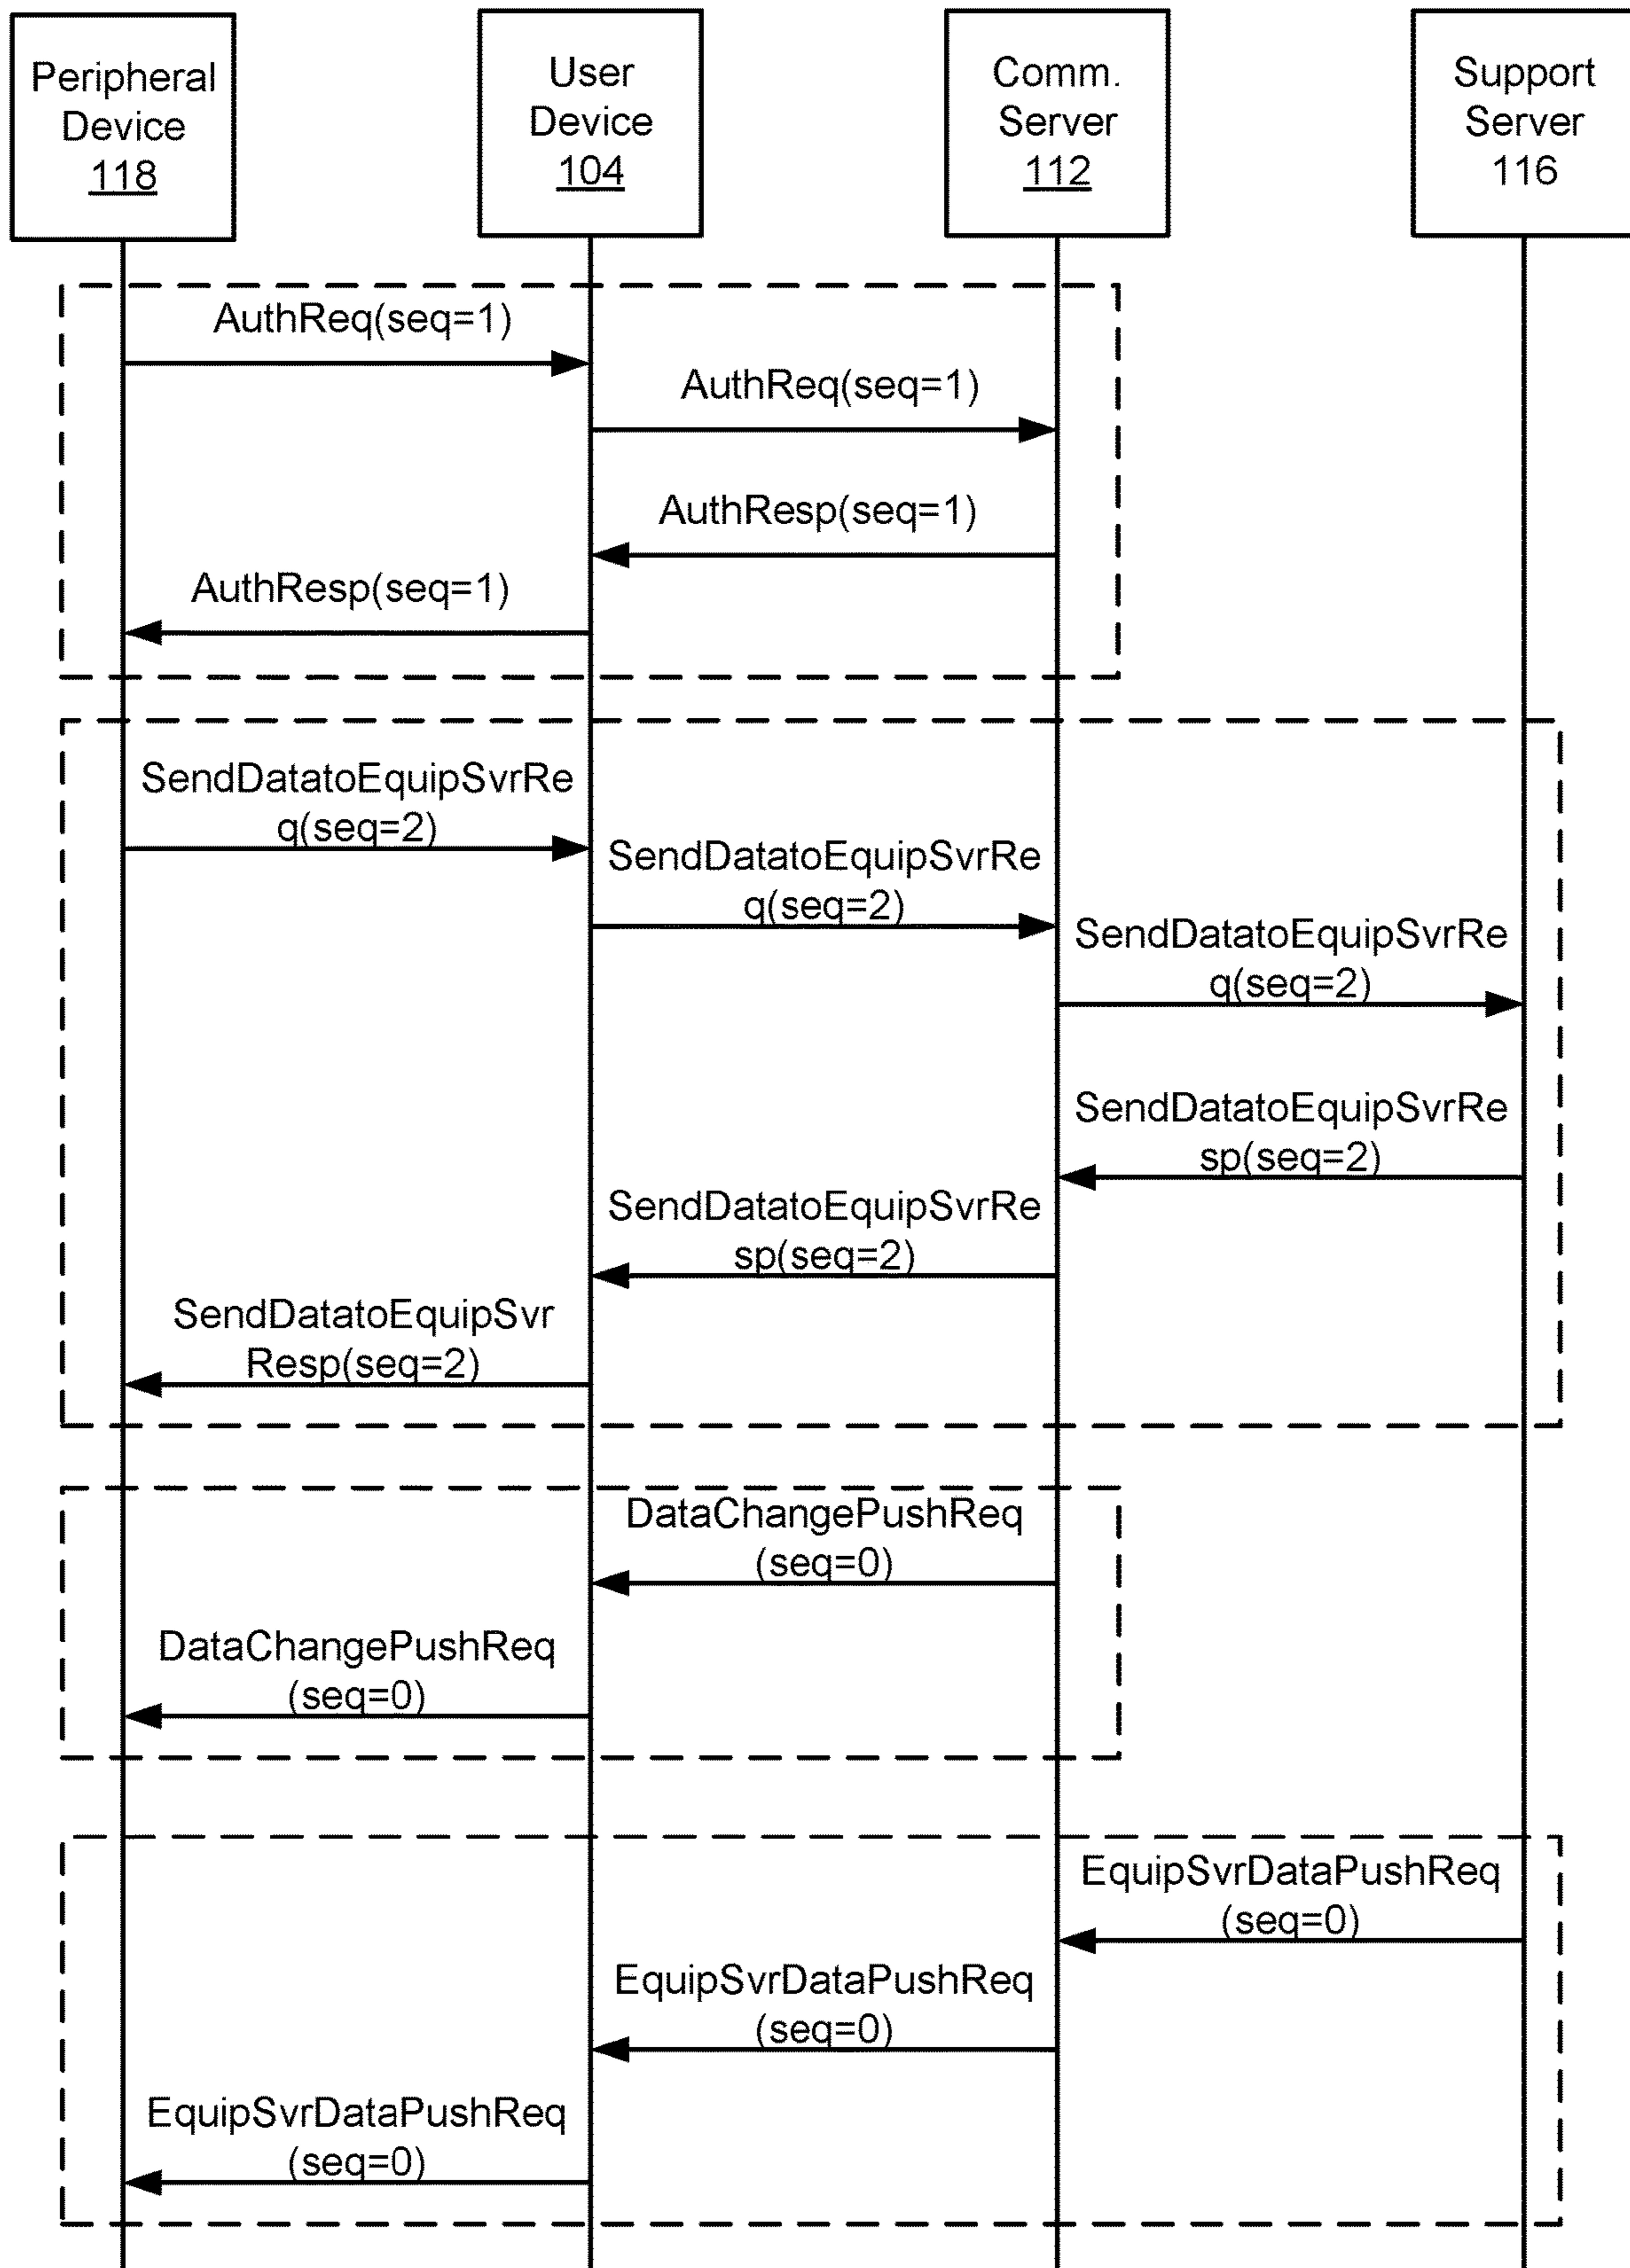 Peripheral
Device
118
User
Device
104
Comm.
Server
112
Support
Server
116
AuthReq(seq=1)
AuthReq(seq=1)
AuthResp(seq=1)
AuthResp(seq=1)
SendDatatoEquipSvrRe
q(seq=2)
SendDatatoEquipSvrRe
q(seq=2)
SendDatatoEquipSvrRe
q(seq=2)
SendDatatoEquipSvrRe
sp(seq=2)
SendDatatoEquipSvrRe
sp(seq=2)
SendDatatoEquipSvr
Resp(seq=2)
DataChangePushReq
(seq=0)
DataChangePushReq
(seq=0)
EquipSvrDataPushReq
(seq=0)
EquipSvrDataPushReq
(seq=0)
EquipSvrDataPushReq
(seq=0)